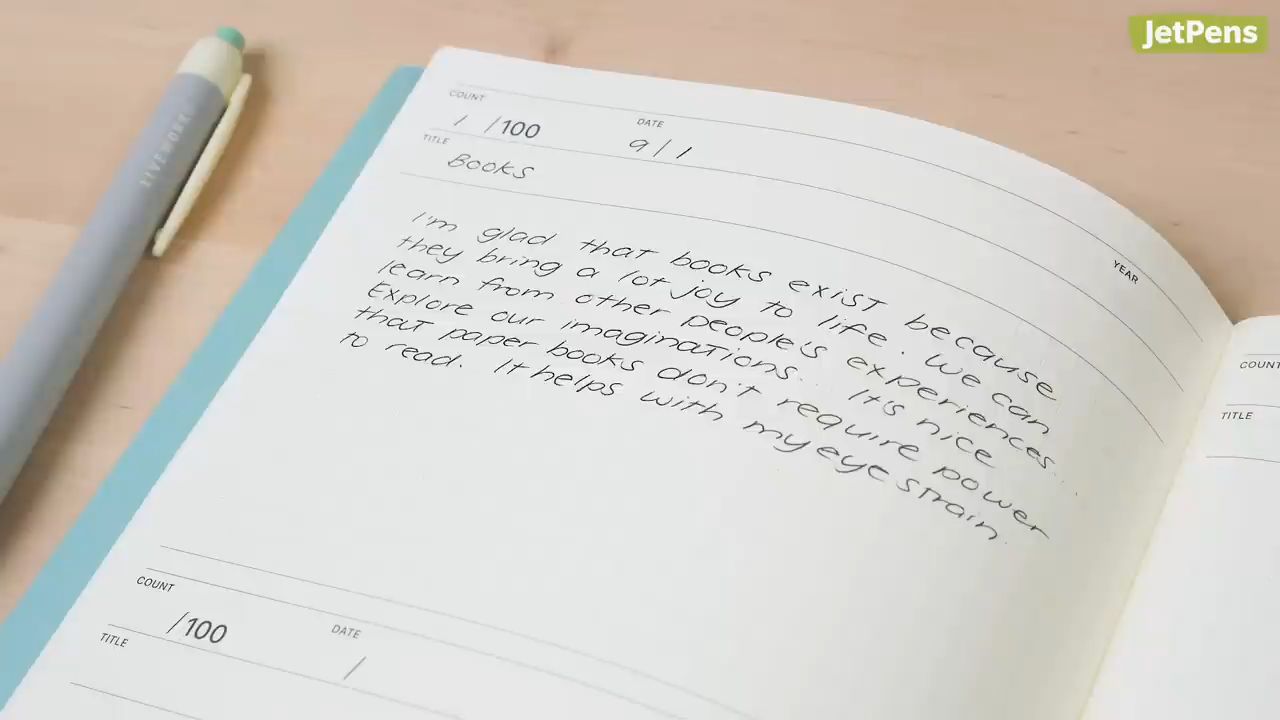 JetPens
LIVEWORK
COUNT
1 /100
DATE
9/1
YEAR
TITLE
BOOKS
I'm glad that books exist because
they bring a lot joy to life. We can
learn from other people's experiences...
Explore our imaginations... It's nice
that paper books don't require power
to read. It helps with my eye strain.
COUNT
/100
DATE
/
TITLE
COUNT
TITLE